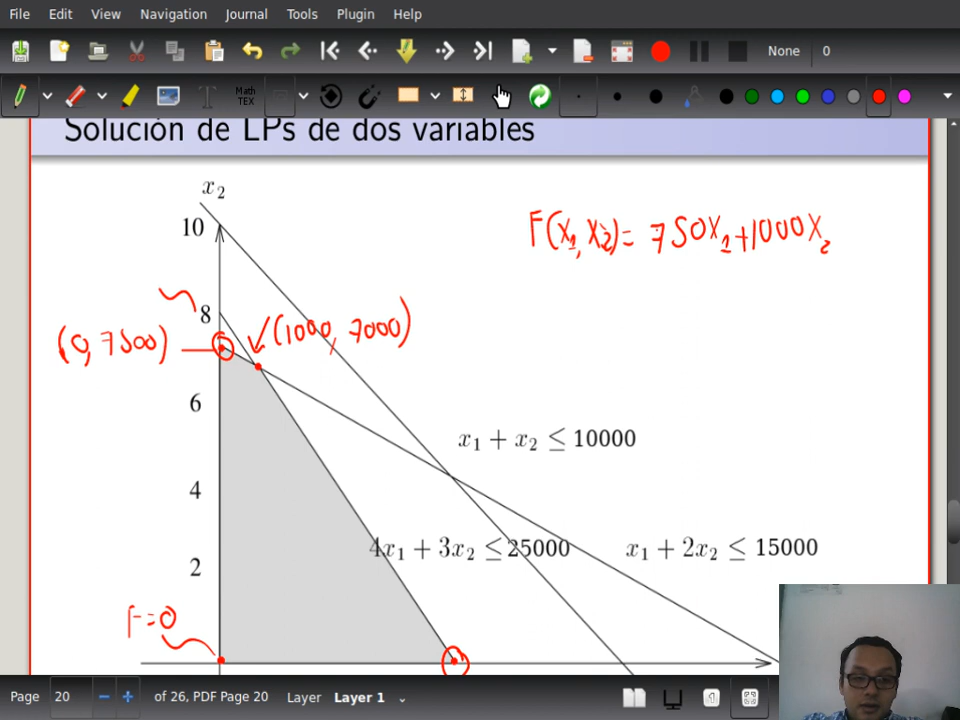 File Edit View Navigation Journal Tools Plugin Help
None 0
Math TEX T
Solución de LPs de dos variables
x2
10
F(x1, x2) = 750x1+1000x2
8
(1000, 7000)
(0, 7500)
6
x1 + x2 ≤ 10000
4
4x1 + 3x2 ≤ 25000
x1 + 2x2 ≤ 15000
2
F=0
Page 20 of 26, PDF Page 20 Layer Layer 1